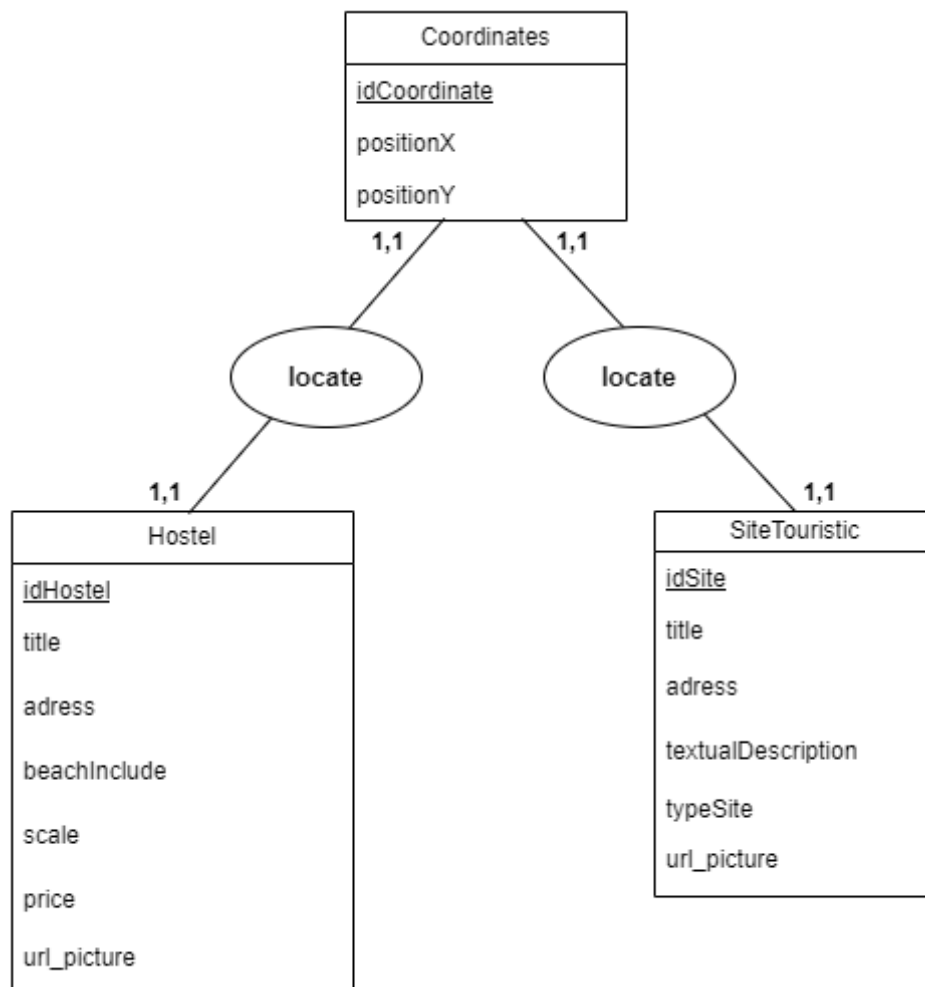 Coordinates
idCoordinate
positionX
positionY
1,1
1,1
locate
locate
1,1
1,1
Hostel
idHostel
title
adress
beachInclude
scale
price
url_picture
SiteTouristic
idSite
title
adress
textualDescription
typeSite
url_picture